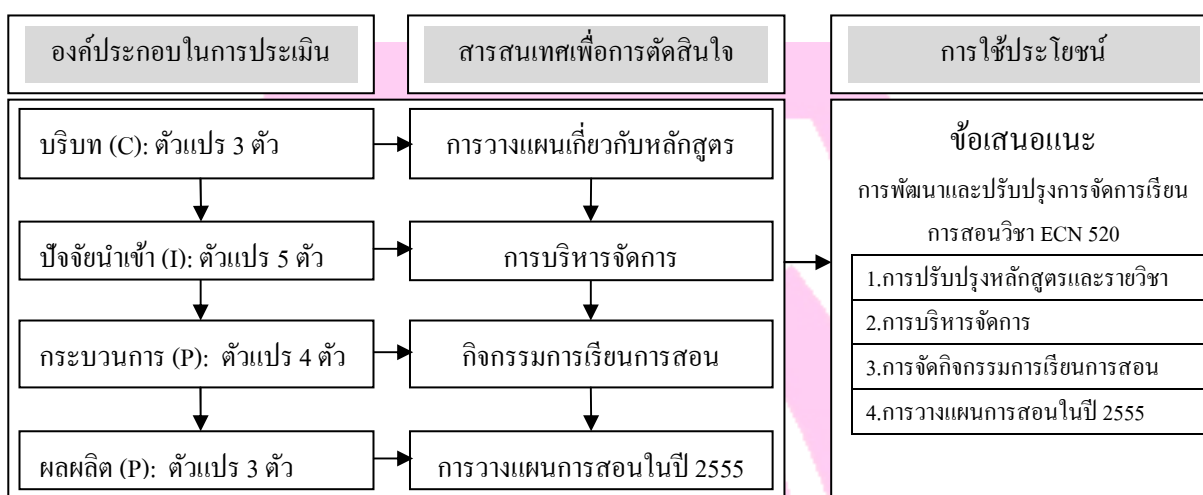 องค์ประกอบในการประเมิน
สารสนเทศเพื่อการตัดสินใจ
การใช้ประโยชน์
บริบท (C): ตัวแปร 3 ตัว
การวางแผนเกี่ยวกับหลักสูตร
ปัจจัยนำเข้า (I): ตัวแปร 5 ตัว
การบริหารจัดการ
กระบวนการ (P): ตัวแปร 4 ตัว
กิจกรรมการเรียนการสอน
ผลผลิต (P): ตัวแปร 3 ตัว
การวางแผนการสอนในปี 2555
ข้อเสนอแนะ
การพัฒนาและปรับปรุงการจัดการเรียน
การสอนวิชา ECN 520
1.การปรับปรุงหลักสูตรและรายวิชา
2.การบริหารจัดการ
3.การจัดกิจกรรมการเรียนการสอน
4.การวางแผนการสอนในปี 2555